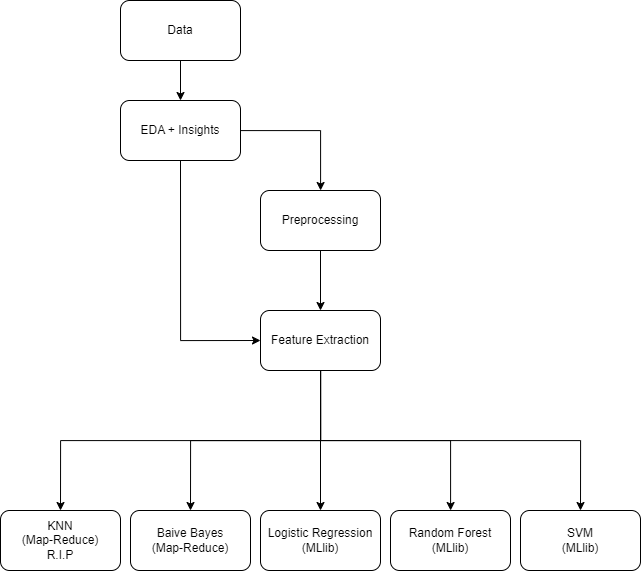 Data
EDA + Insights
Preprocessing
Feature Extraction
KNN
(Map-Reduce)
R.I.P
Baive Bayes
(Map-Reduce)
Logistic Regression
(MLlib)
Random Forest
(MLlib)
SVM
(MLlib)